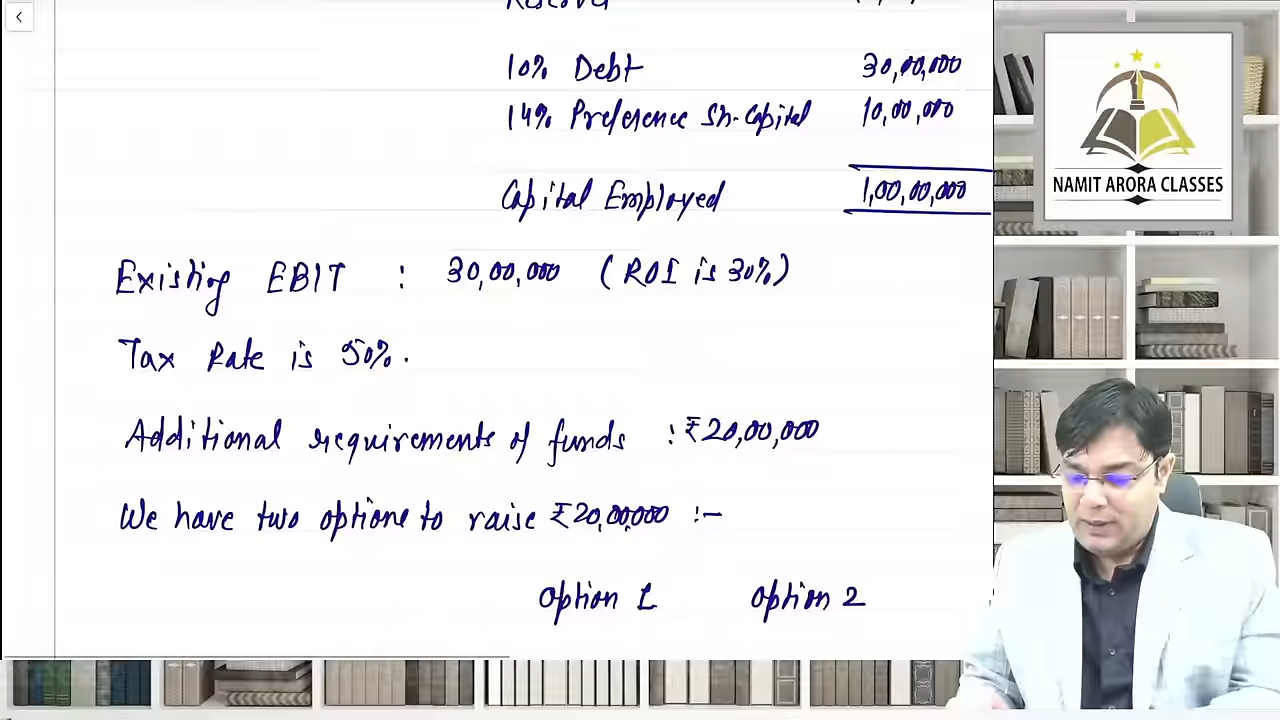 10% Debt 30,00,000
14% Preference Sh. Capital 10,00,000
Capital Employed 1,00,00,000
Existing EBIT : 30,00,000 (ROI is 30%)
Tax Rate is 50%.
Additional requirements of funds : ₹20,00,000
We have two options to raise ₹20,00,000 :-
Option 1 Option 2
NAMIT ARORA CLASSES